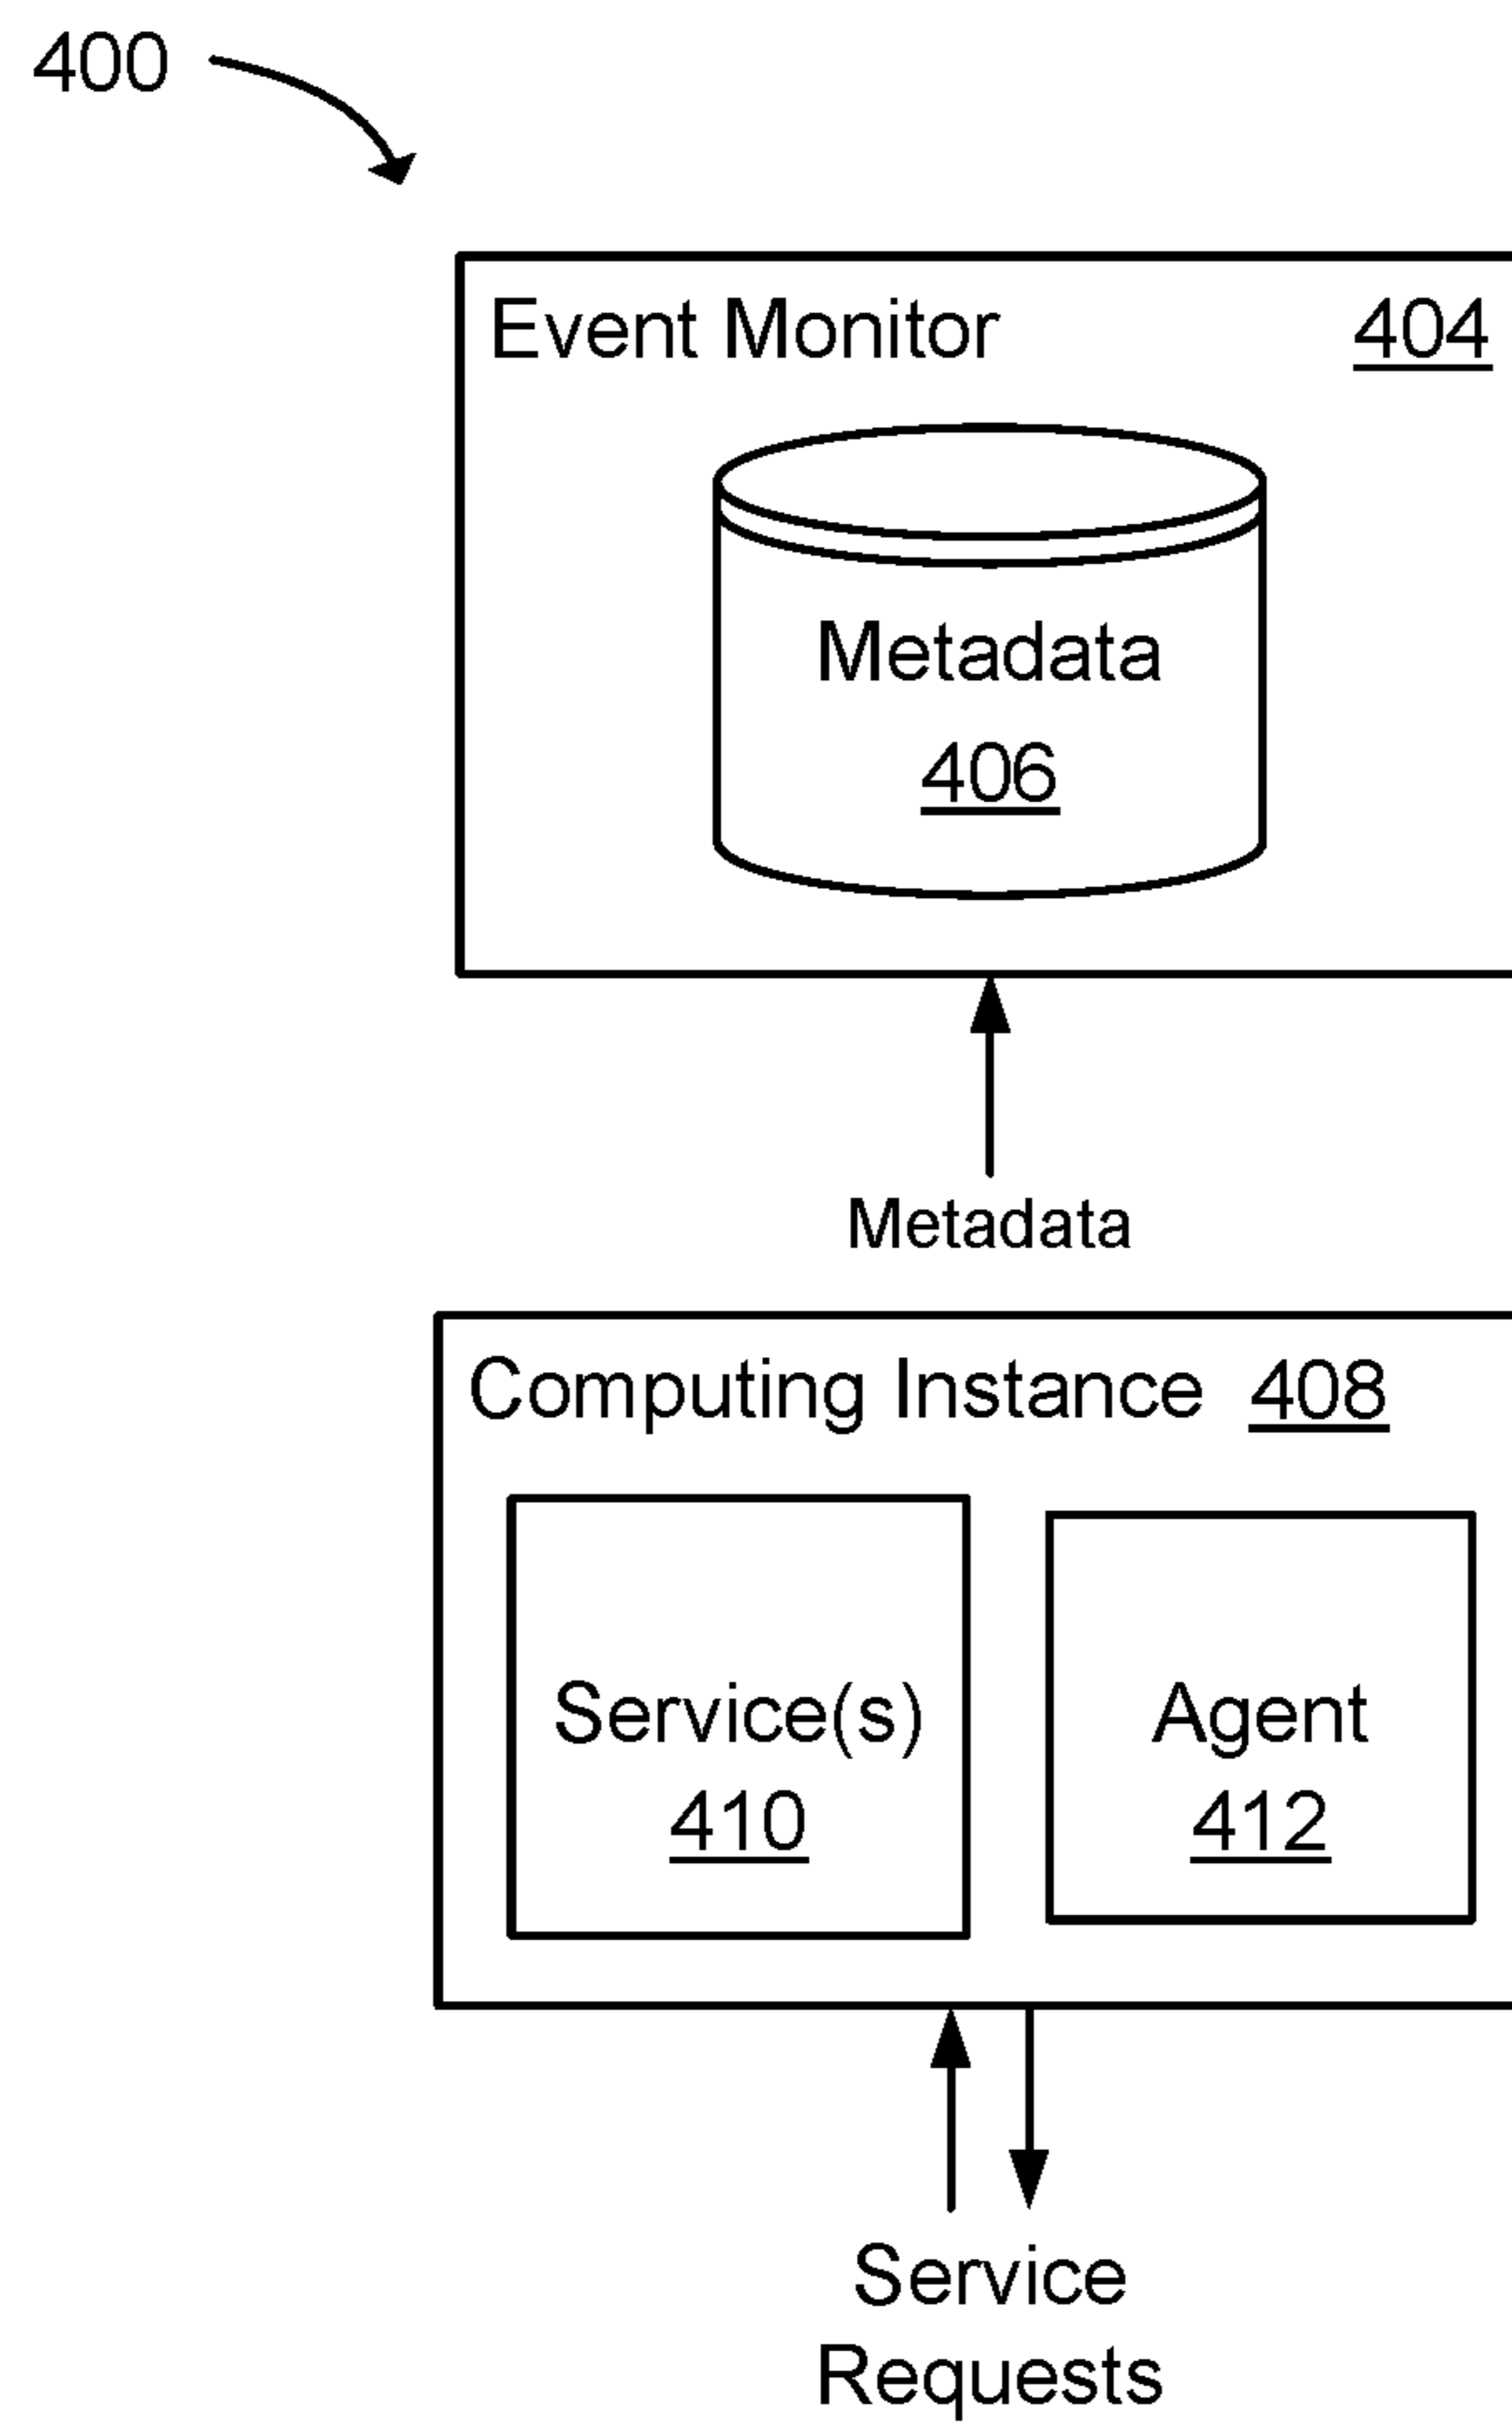 400
Event Monitor 404
Metadata
406
Metadata
Computing Instance 408
Service(s)
410
Agent
412
Service
Requests